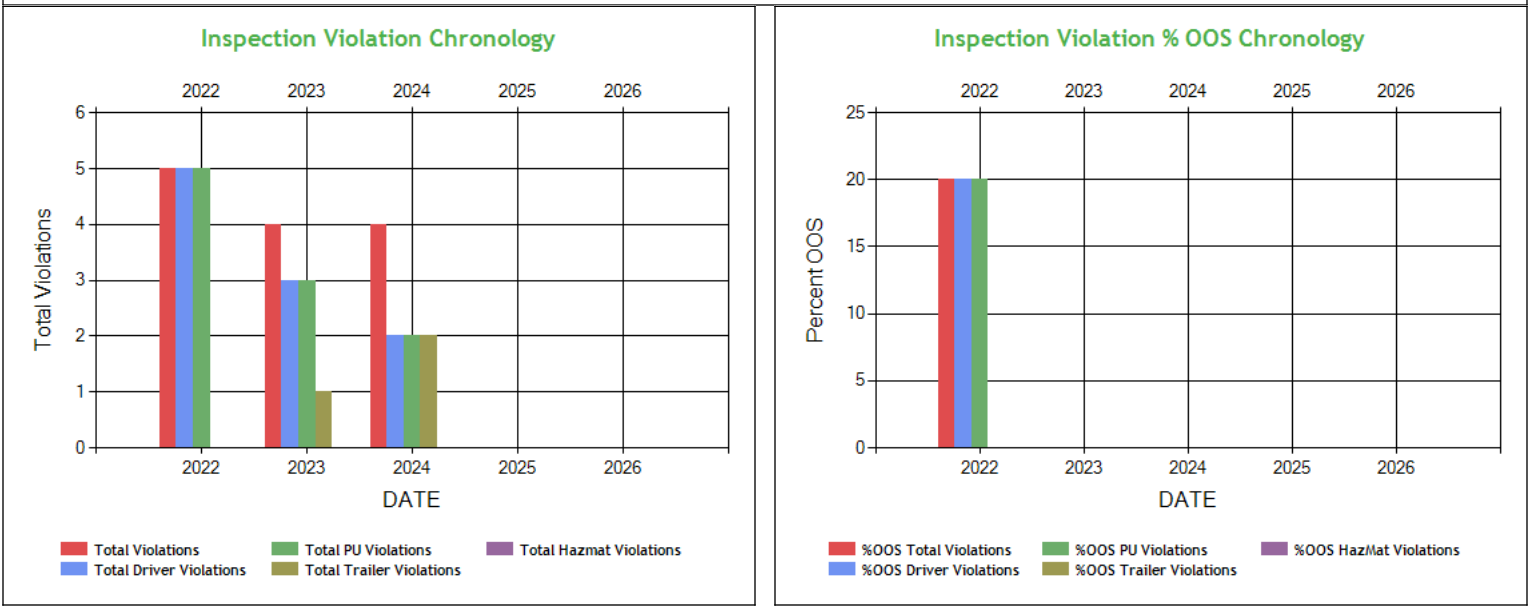 Inspection Violation Chronology
2022 2023 2024 2025 2026
6
5
4
3
2
1
0
Total Violations
2022 2023 2024 2025 2026
DATE
Total Violations Total PU Violations Total Hazmat Violations
Total Driver Violations Total Trailer Violations
Inspection Violation % OOS Chronology
2022 2023 2024 2025 2026
25
20
15
10
5
0
Percent OOS
2022 2023 2024 2025 2026
DATE
%OOS Total Violations %OOS PU Violations %OOS HazMat Violations
%OOS Driver Violations %OOS Trailer Violations